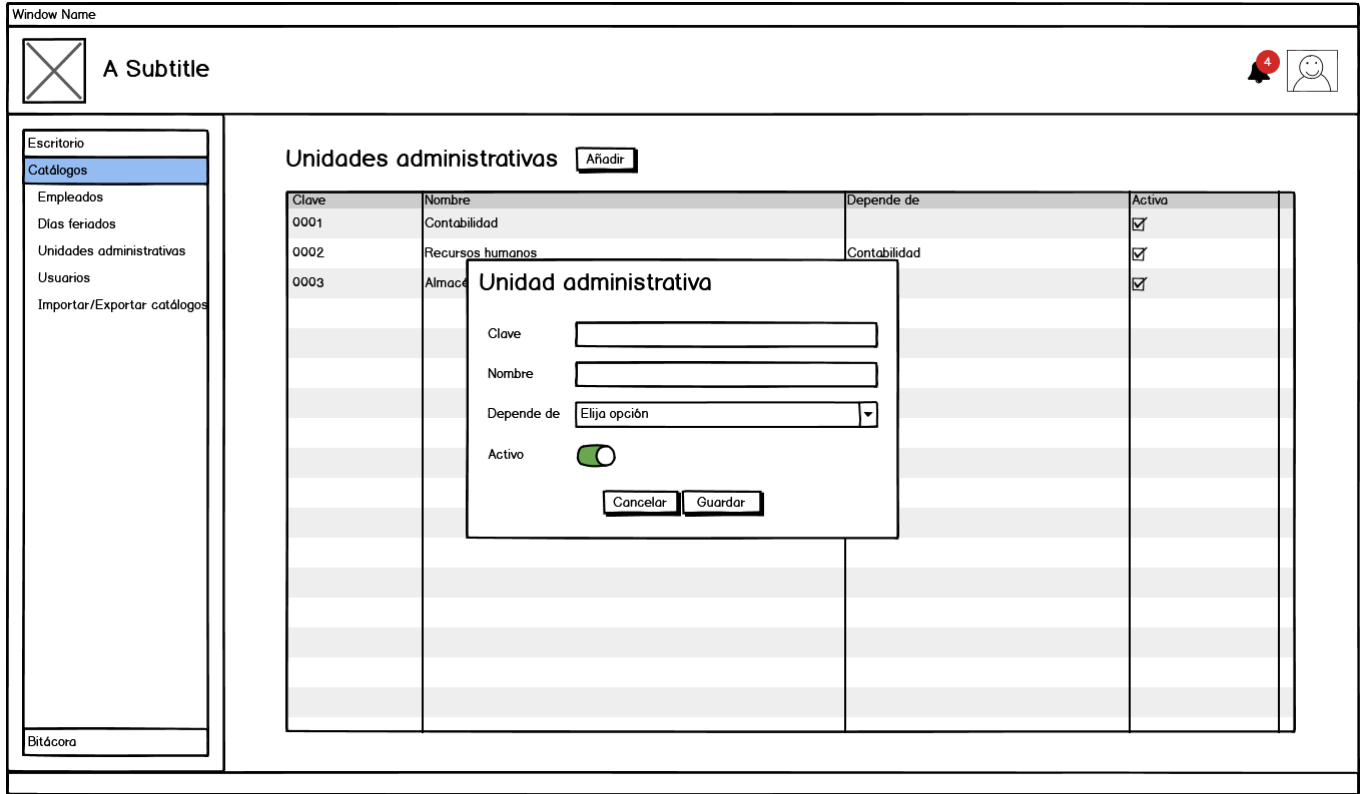 Window Name
A Subtitle
4
Escritorio
Catálogos
Empleados
Días feriados
Unidades administrativas
Usuarios
Importar/Exportar catálogos
Bitácora
Unidades administrativas Añadir
Clave Nombre Depende de Activa
0001 Contabilidad
0002 Recursos humanos Contabilidad
0003 Almacé
Unidad administrativa
Clave
Nombre
Depende de Elija opción
Activo
Cancelar Guardar